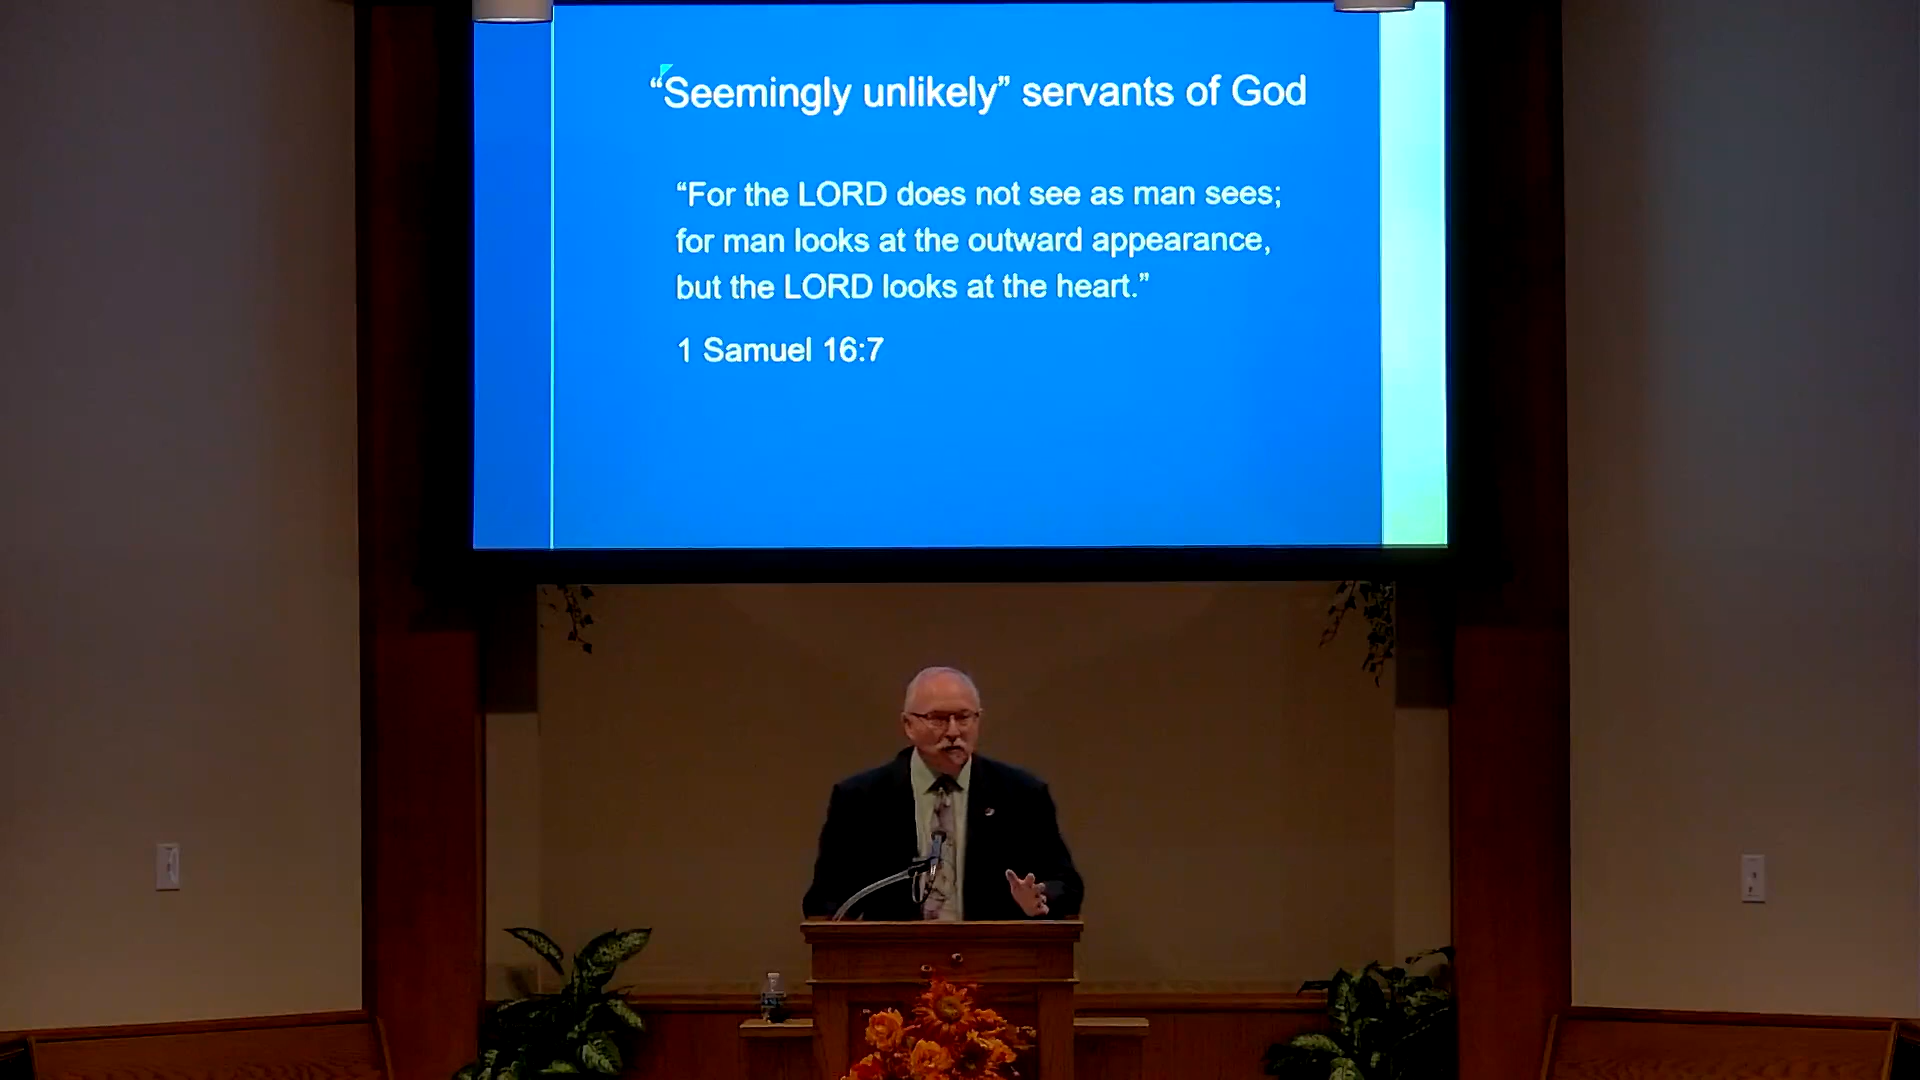 “Seemingly unlikely” servants of God
“For the LORD does not see as man sees;
for man looks at the outward appearance,
but the LORD looks at the heart.”
1 Samuel 16:7